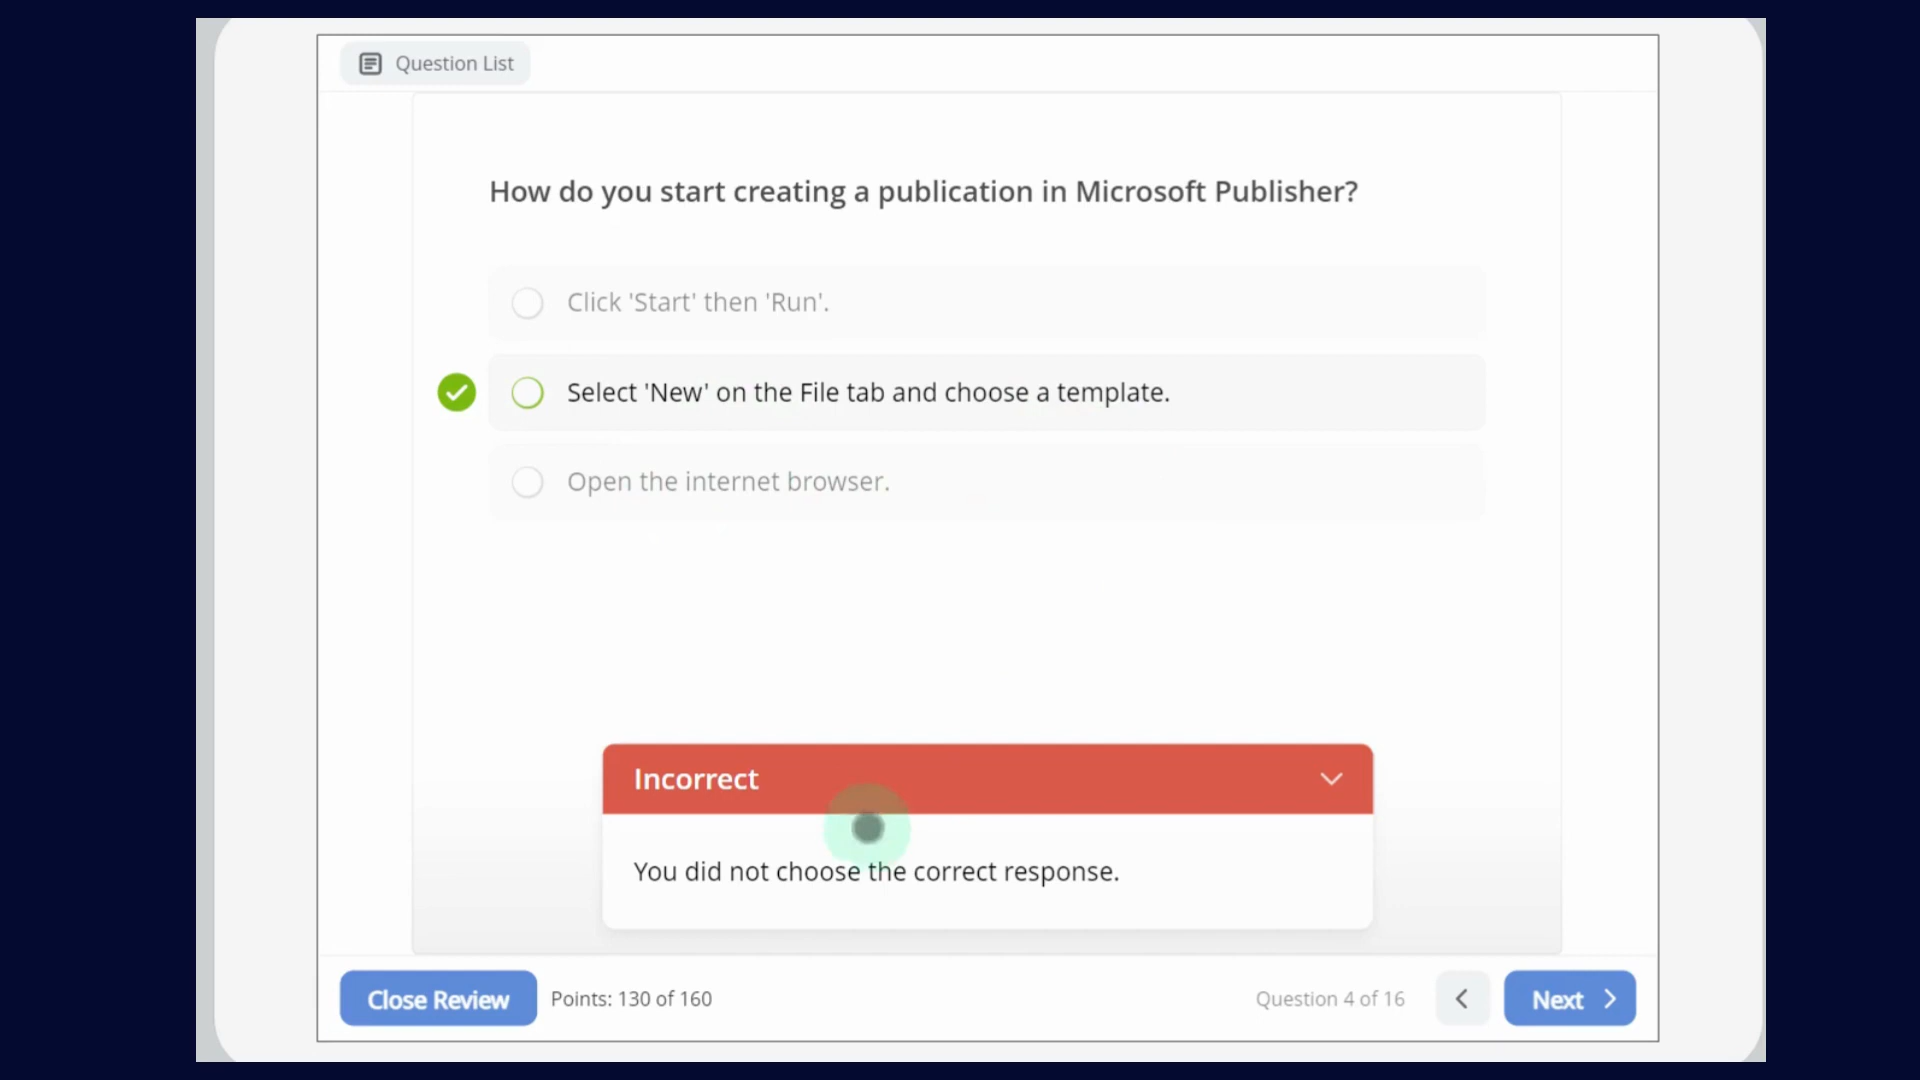 Question List
How do you start creating a publication in Microsoft Publisher?
Click 'Start' then 'Run'.
Select 'New' on the File tab and choose a template.
Open the internet browser.
Incorrect
You did not choose the correct response.
Close Review
Points: 130 of 160
Question 4 of 16
Next